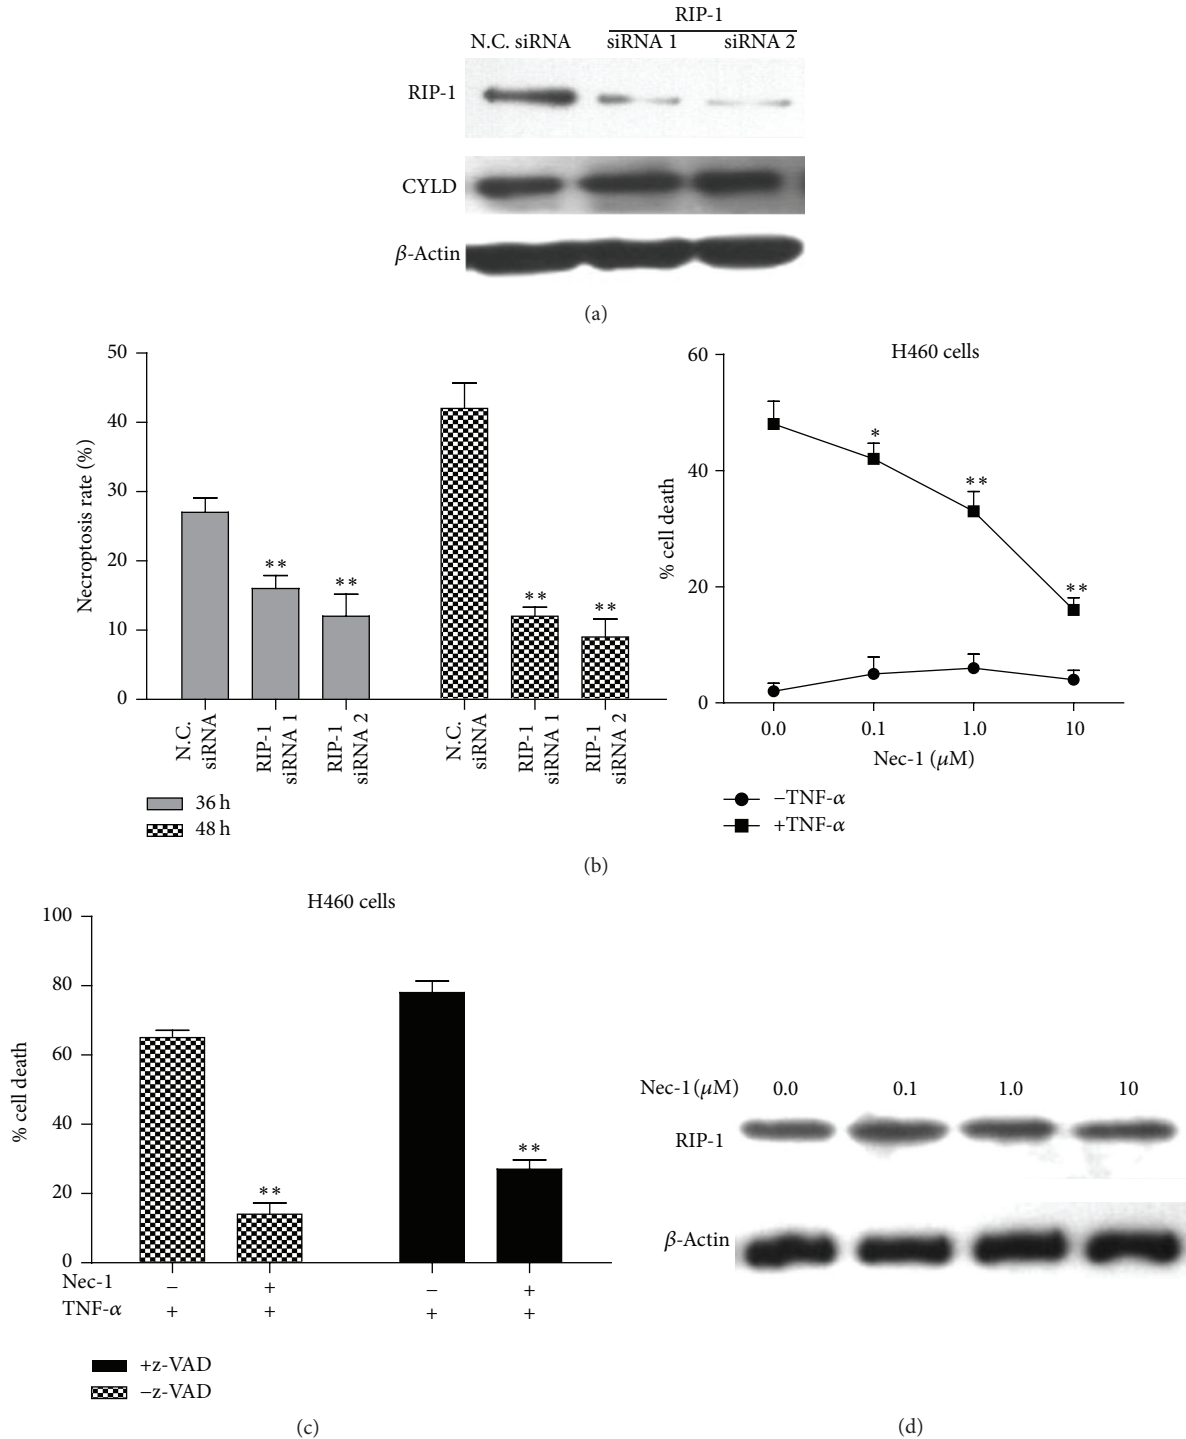 RIP-1
N.C. siRNA siRNA 1 siRNA 2
RIP-1
CYLD
β-Actin
(a)
50
40
30
20
10
0
Necroptosis rate (%)
** ** ** **
N.C. siRNA
RIP-1 siRNA 1
RIP-1 siRNA 2
N.C. siRNA
RIP-1 siRNA 1
RIP-1 siRNA 2
36 h
48 h
H460 cells
60
40
20
0
% cell death
* ** **
0.0 0.1 1.0 10
Nec-1 (μM)
−TNF-α
+TNF-α
(b)
H460 cells
100
80
60
40
20
0
% cell death
** **
Nec-1 − + − +
TNF-α + + + +
+z-VAD
−z-VAD
(c)
Nec-1 (μM) 0.0 0.1 1.0 10
RIP-1
β-Actin
(d)